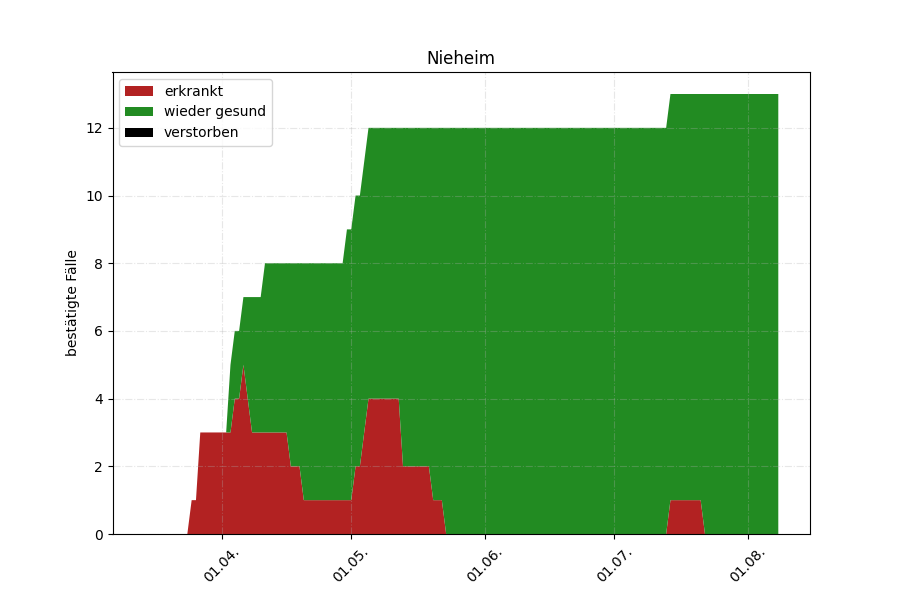 Nieheim
erkrankt
wieder gesund
verstorben
bestätigte Fälle
12
10
8
6
4
2
0
01.04.
01.05.
01.06.
01.07.
01.08.